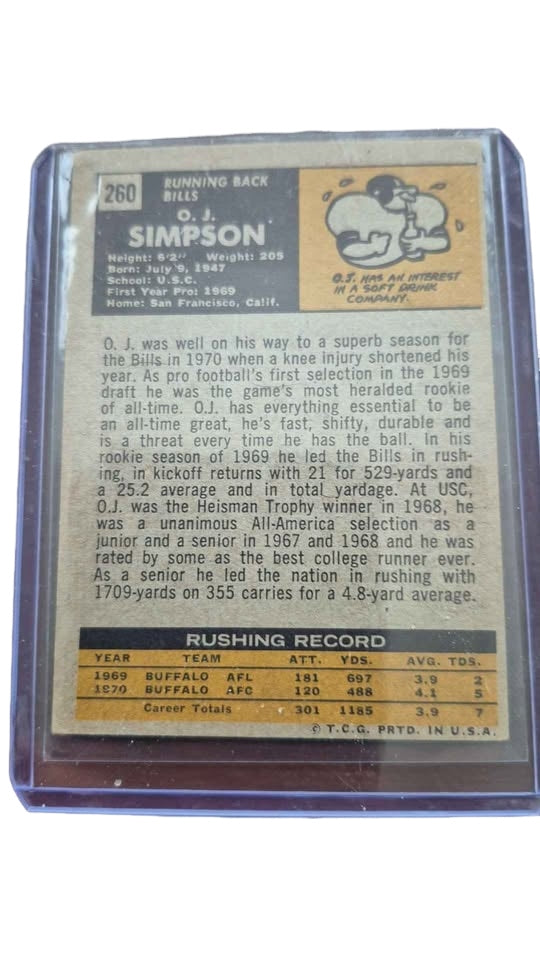 260
RUNNING BACK
BILLS
O. J.
SIMPSON
Height: 6'2" Weight: 205
Born: July 9, 1947
School: U.S.C.
First Year Pro: 1969
Home: San Francisco, Calif.
O.J. HAS AN INTEREST
IN A SOFT DRINK
COMPANY.
O. J. was well on his way to a superb season for
the Bills in 1970 when a knee injury shortened his
year. As pro football's first selection in the 1969
draft he was the game's most heralded rookie
of all-time. O.J. has everything essential to be
an all-time great, he's fast, shifty, durable and
is a threat every time he has the ball. In his
rookie season of 1969 he led the Bills in rush-
ing, in kickoff returns with 21 for 529-yards and
a 25.2 average and in total yardage. At USC,
O.J. was the Heisman Trophy winner in 1968, he
was a unanimous All-America selection as a
junior and a senior in 1967 and 1968 and he was
rated by some as the best college runner ever.
As a senior he led the nation in rushing with
1709-yards on 355 carries for a 4.8-yard average.
RUSHING RECORD
YEAR TEAM ATT. YDS. AVG. TDS.
1969 BUFFALO AFL 181 697 3.9 2
1970 BUFFALO AFC 120 488 4.1 5
Career Totals 301 1185 3.9 7
© T.C.G. PRTD. IN U.S.A.